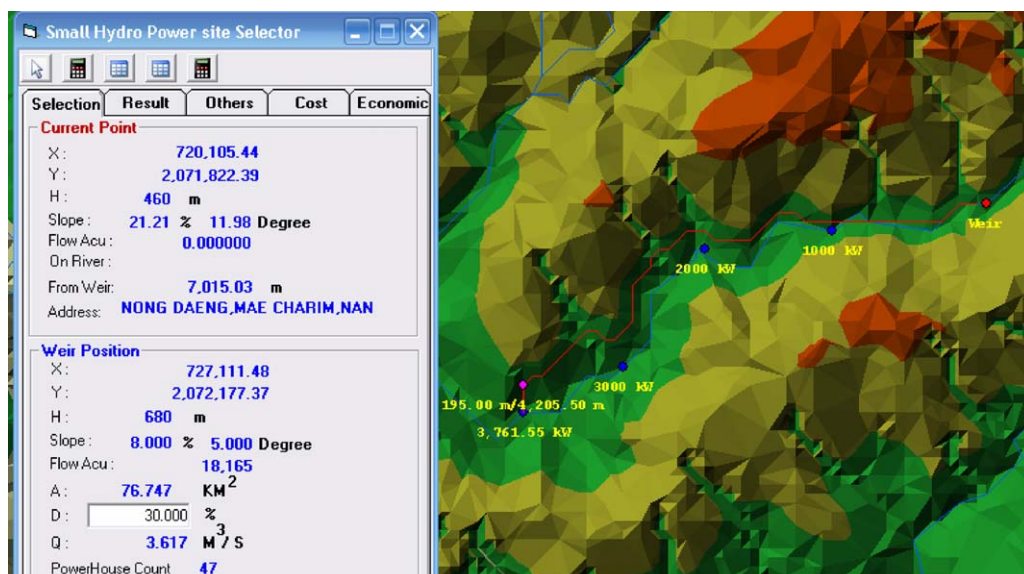 Small Hydro Power site Selector
Selection Result Others Cost Economic
Current Point
X : 720,105.44
Y : 2,071,822.39
H : 460 m
Slope : 21.21 % 11.98 Degree
Flow Acu : 0.000000
On River :
From Weir: 7,015.03 m
Address: NONG DAENG,MAE CHARIM,NAN
Weir Position
X : 727,111.48
Y : 2,072,177.37
H : 680 m
Slope : 8.000 % 5.000 Degree
Flow Acu : 18,165
A : 76.747 KM2
D : 30.000 %
Q : 3.617 M3/ S
PowerHouse Count 47
Weir
1000 kW
2000 kW
3000 kW
195.00 m/4,205.50 m
3,761.55 kW